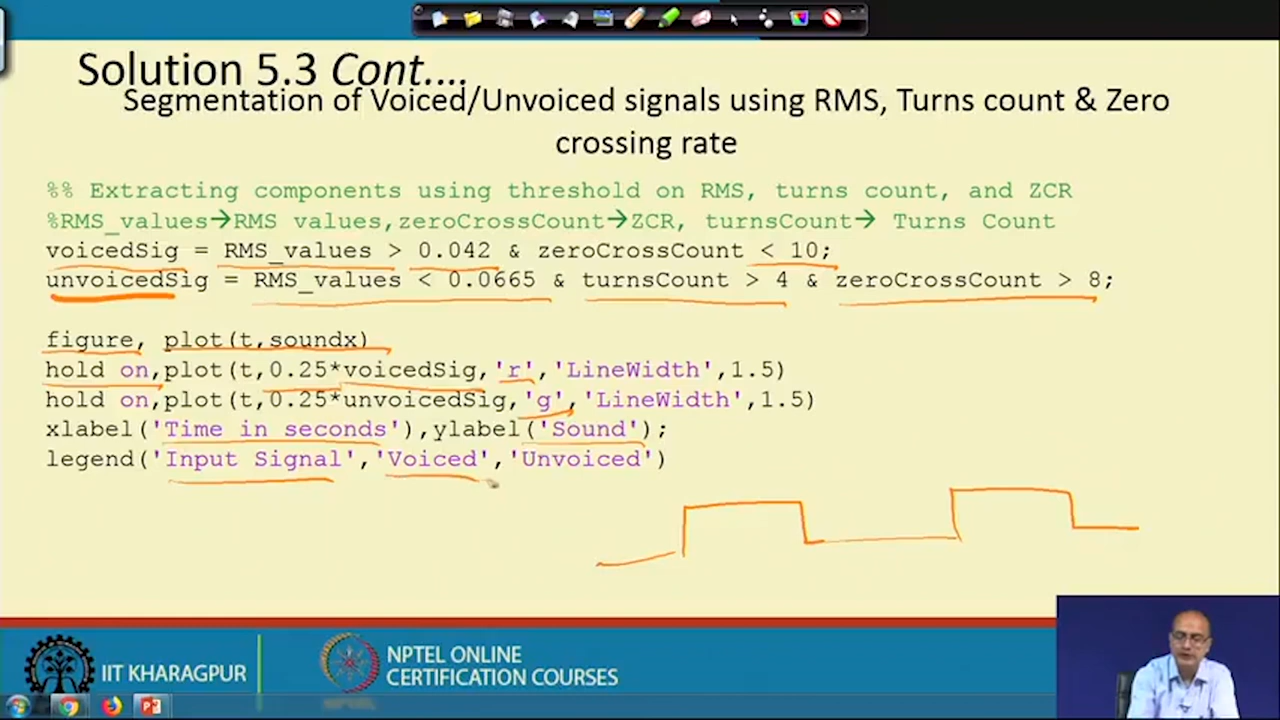 Solution 5.3 Cont....
Segmentation of Voiced/Unvoiced signals using RMS, Turns count & Zero
crossing rate
%% Extracting components using threshold on RMS, turns count, and ZCR
%RMS_values→RMS values,zeroCrossCount→ZCR, turnsCount→ Turns Count
voicedSig = RMS_values > 0.042 & zeroCrossCount < 10;
unvoicedSig = RMS_values < 0.0665 & turnsCount > 4 & zeroCrossCount > 8;
figure, plot(t,soundx)
hold on,plot(t,0.25*voicedSig,'r','LineWidth',1.5)
hold on,plot(t,0.25*unvoicedSig,'g','LineWidth',1.5)
xlabel('Time in seconds'),ylabel('Sound');
legend('Input Signal','Voiced','Unvoiced')
IIT KHARAGPUR
NPTEL ONLINE
CERTIFICATION COURSES